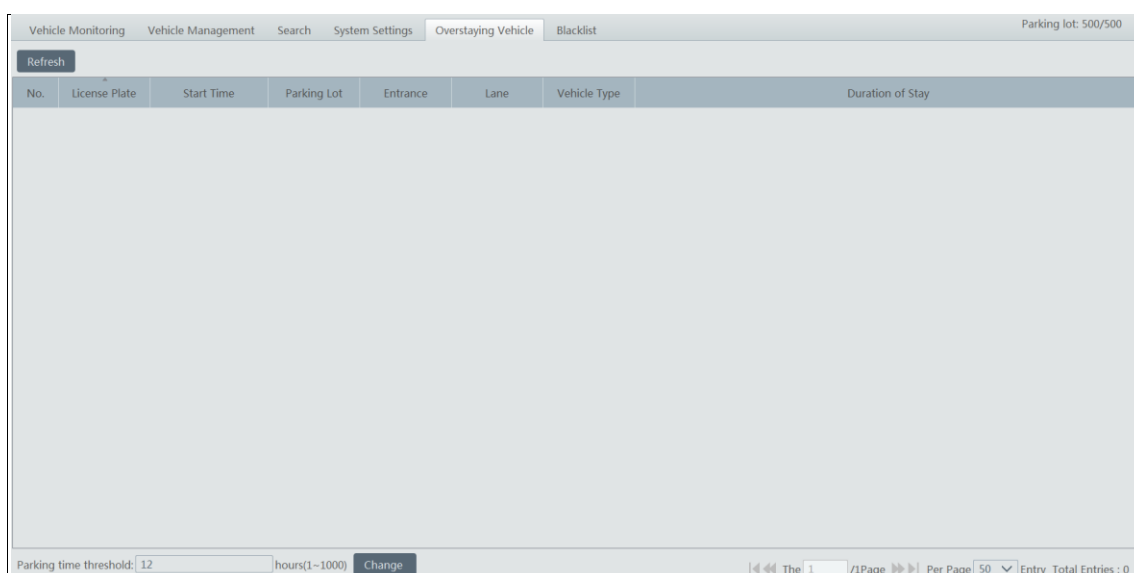 Vehicle Monitoring Vehicle Management Search System Settings Overstaying Vehicle Blacklist Parking lot: 500/500
Refresh
No. License Plate Start Time Parking Lot Entrance Lane Vehicle Type Duration of Stay
Parking time threshold: 12 hours(1~1000) Change The 1 /1Page Per Page 50 Entry Total Entries : 0